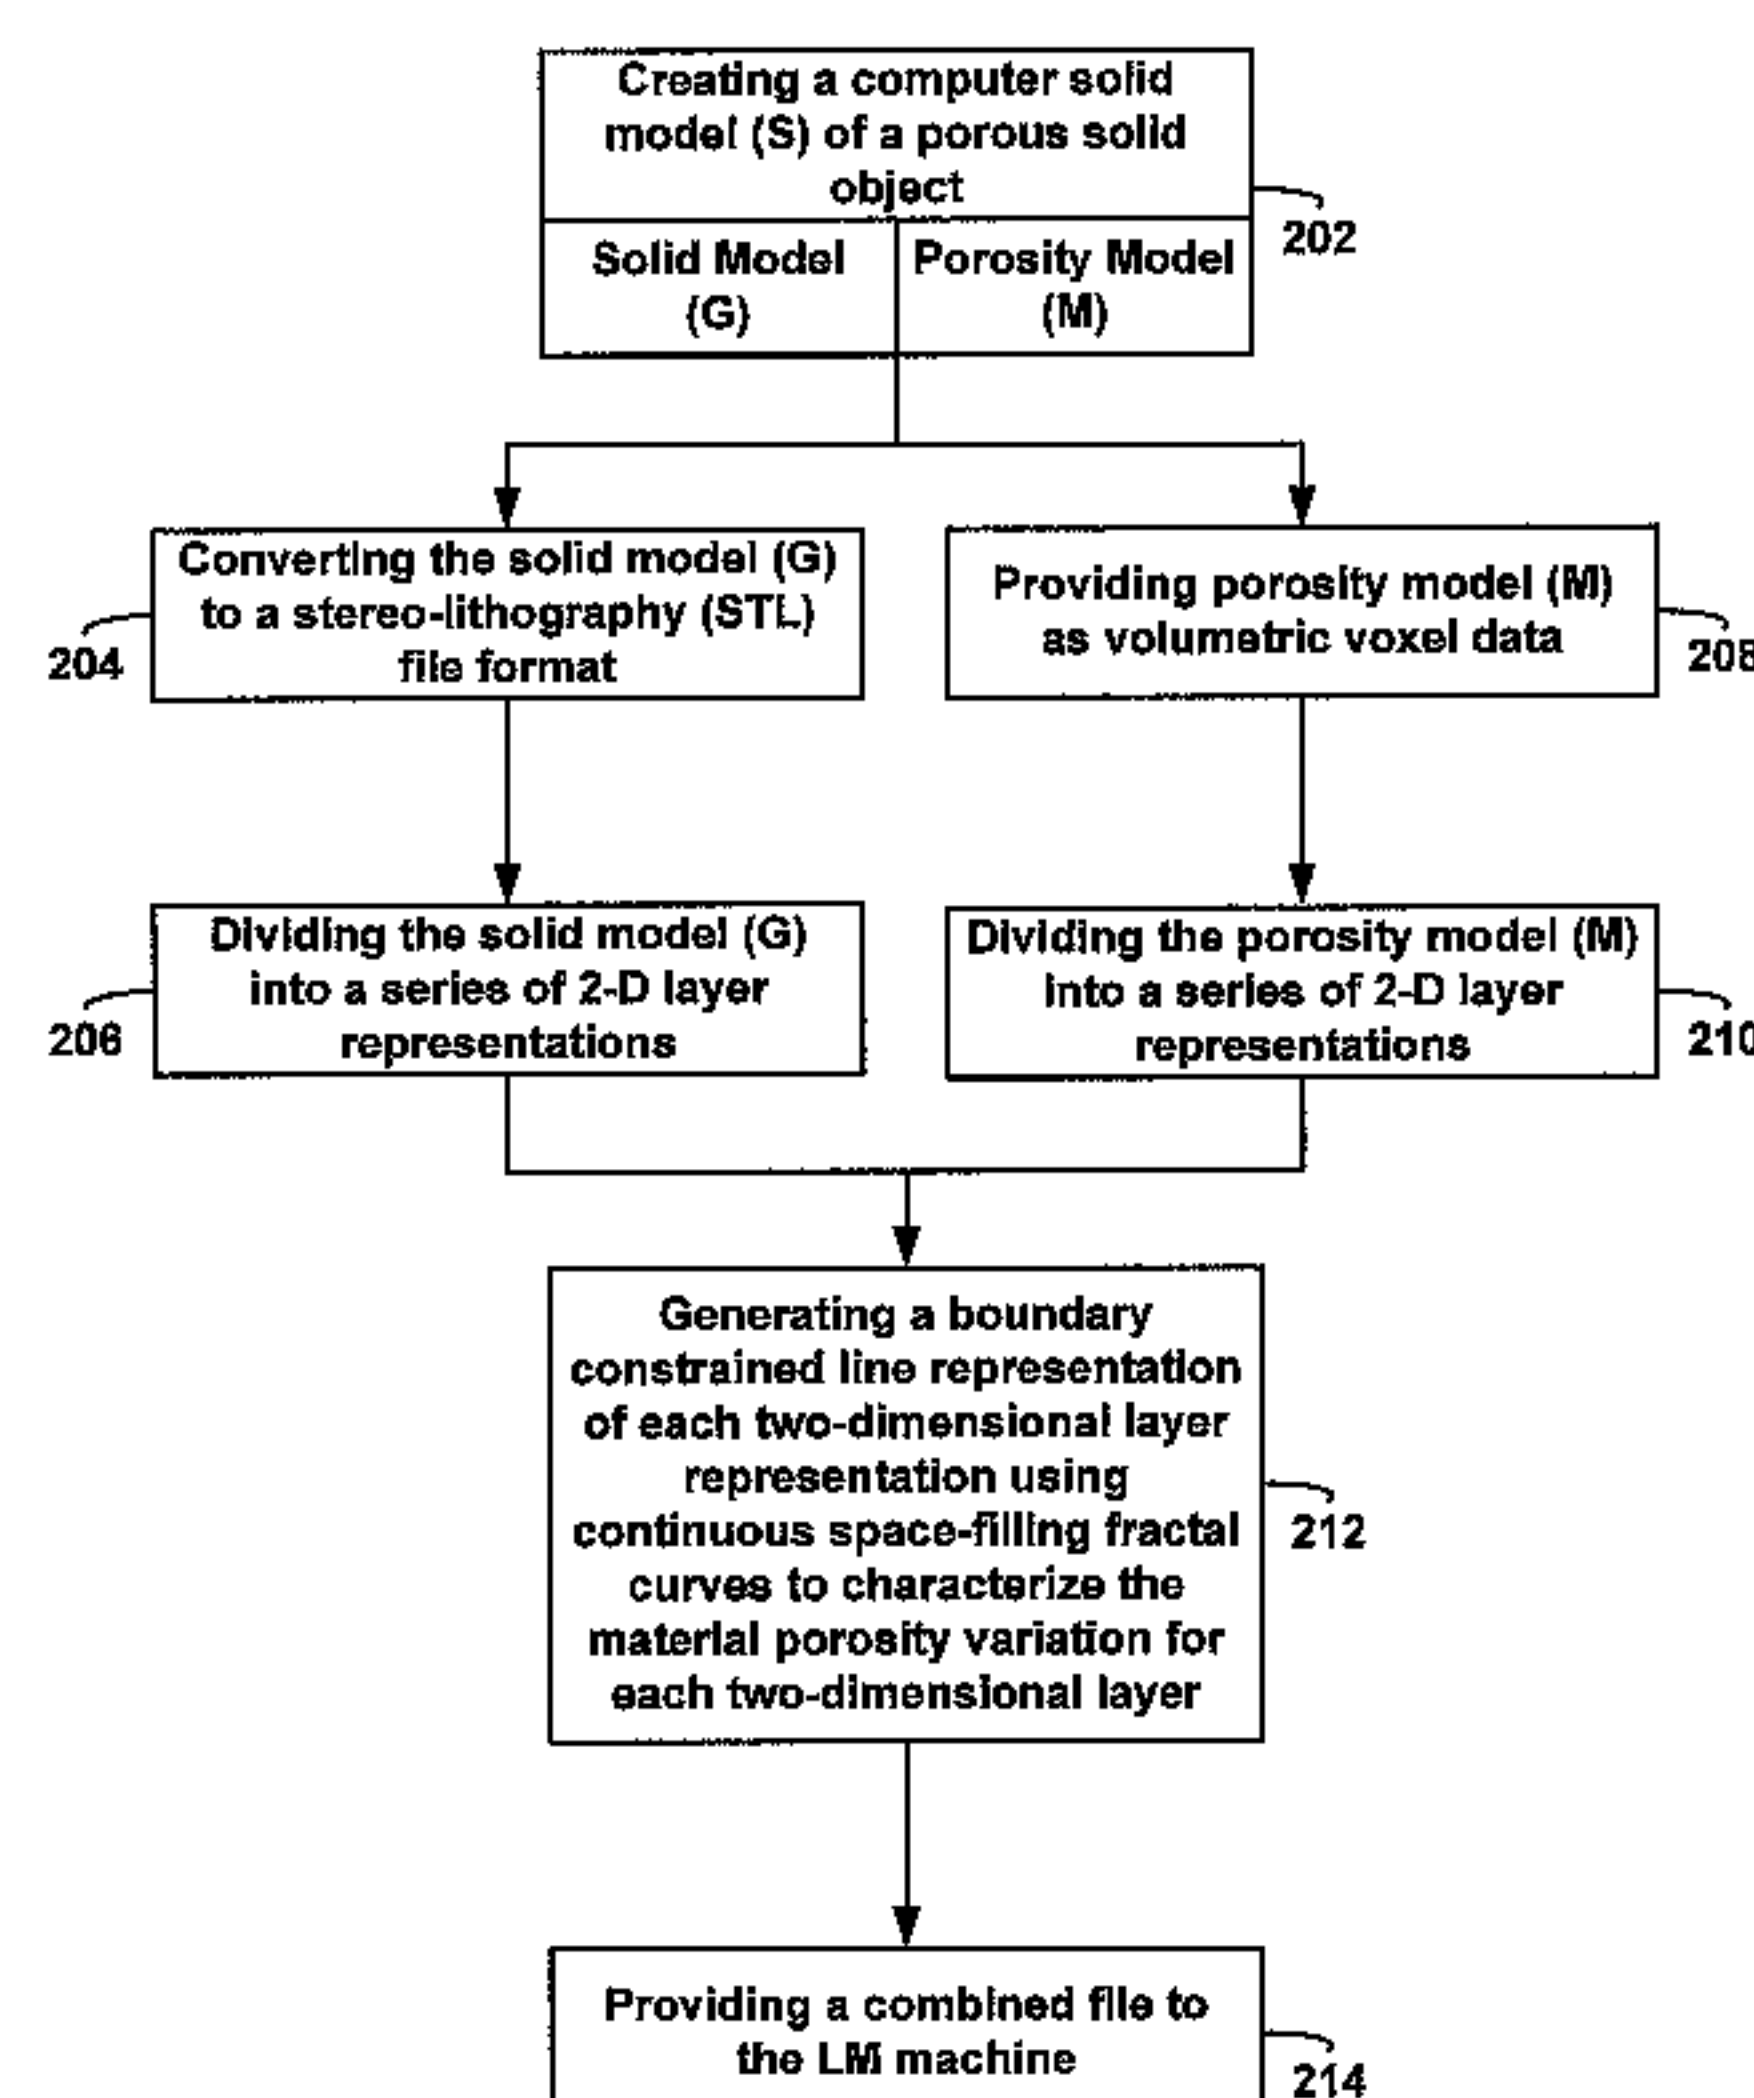 Creating a computer solid
model (S) of a porous solid
object
202
Solid Model
(G)
Porosity Model
(M)
Converting the solid model (G)
to a stereo-lithography (STL)
file format
204
Providing porosity model (M)
as volumetric voxel data
208
Dividing the solid model (G)
into a series of 2-D layer
representations
206
Dividing the porosity model (M)
into a series of 2-D layer
representations
210
Generating a boundary
constrained line representation
of each two-dimensional layer
representation using
continuous space-filling fractal
curves to characterize the
material porosity variation for
each two-dimensional layer
212
Providing a combined file to
the LM machine
214